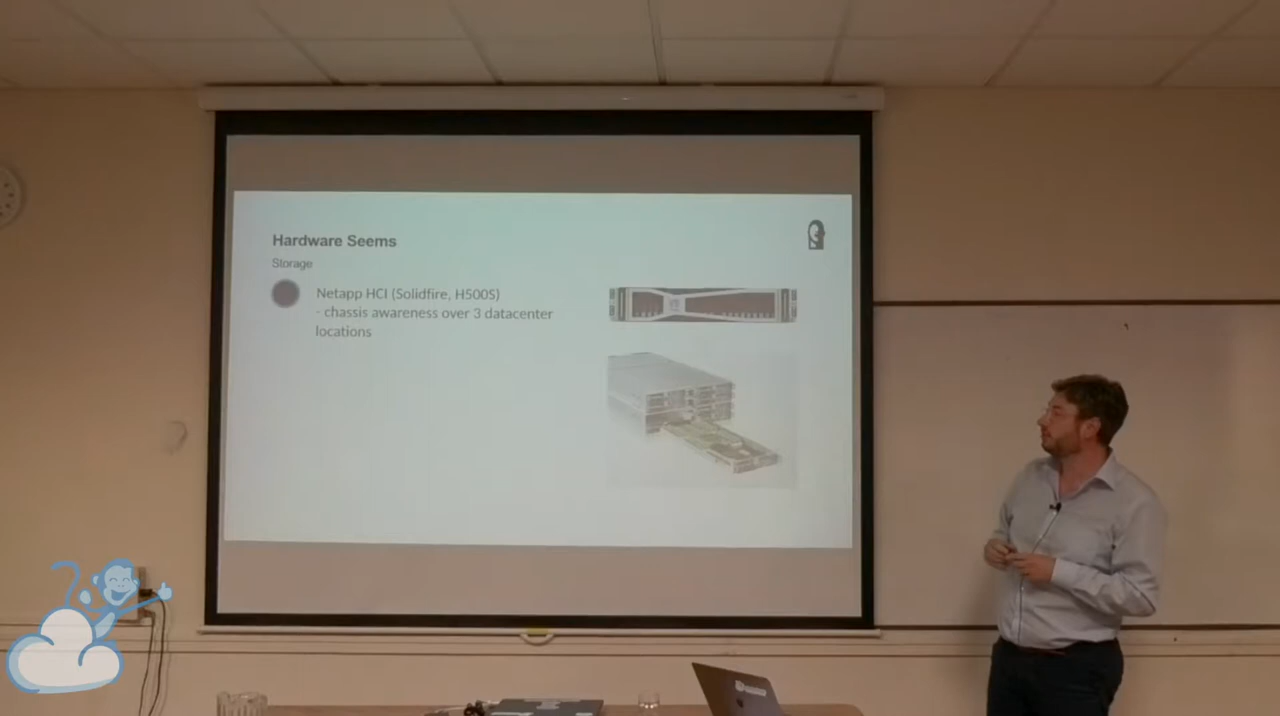 Hardware Seems
Storage
Netapp HCI (Solidfire, H500S)
- chassis awareness over 3 datacenter
locations